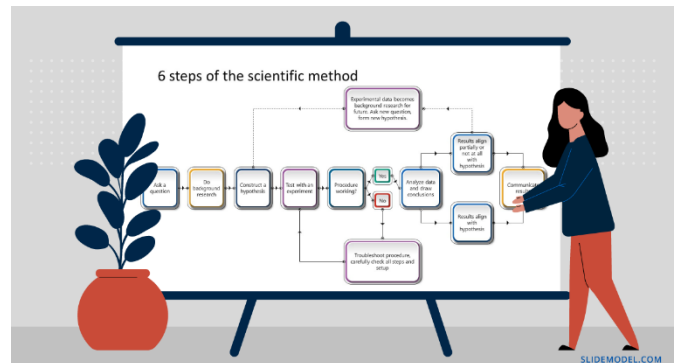 6 steps of the scientific method
Experimental data becomes
background research for
future. Ask new question,
form new hypothesis.
Results align
partially or
not at all with
hypothesis
Ask a
question
Do
background
research
Construct a
hypothesis
Test with an
experiment
Procedure
working?
Yes
No
Analyze data and
draw
conclusions
Communicate
results
Results align
with
hypothesis
Troubleshoot procedure,
carefully check all steps and
setup
SLIDEMODEL.COM